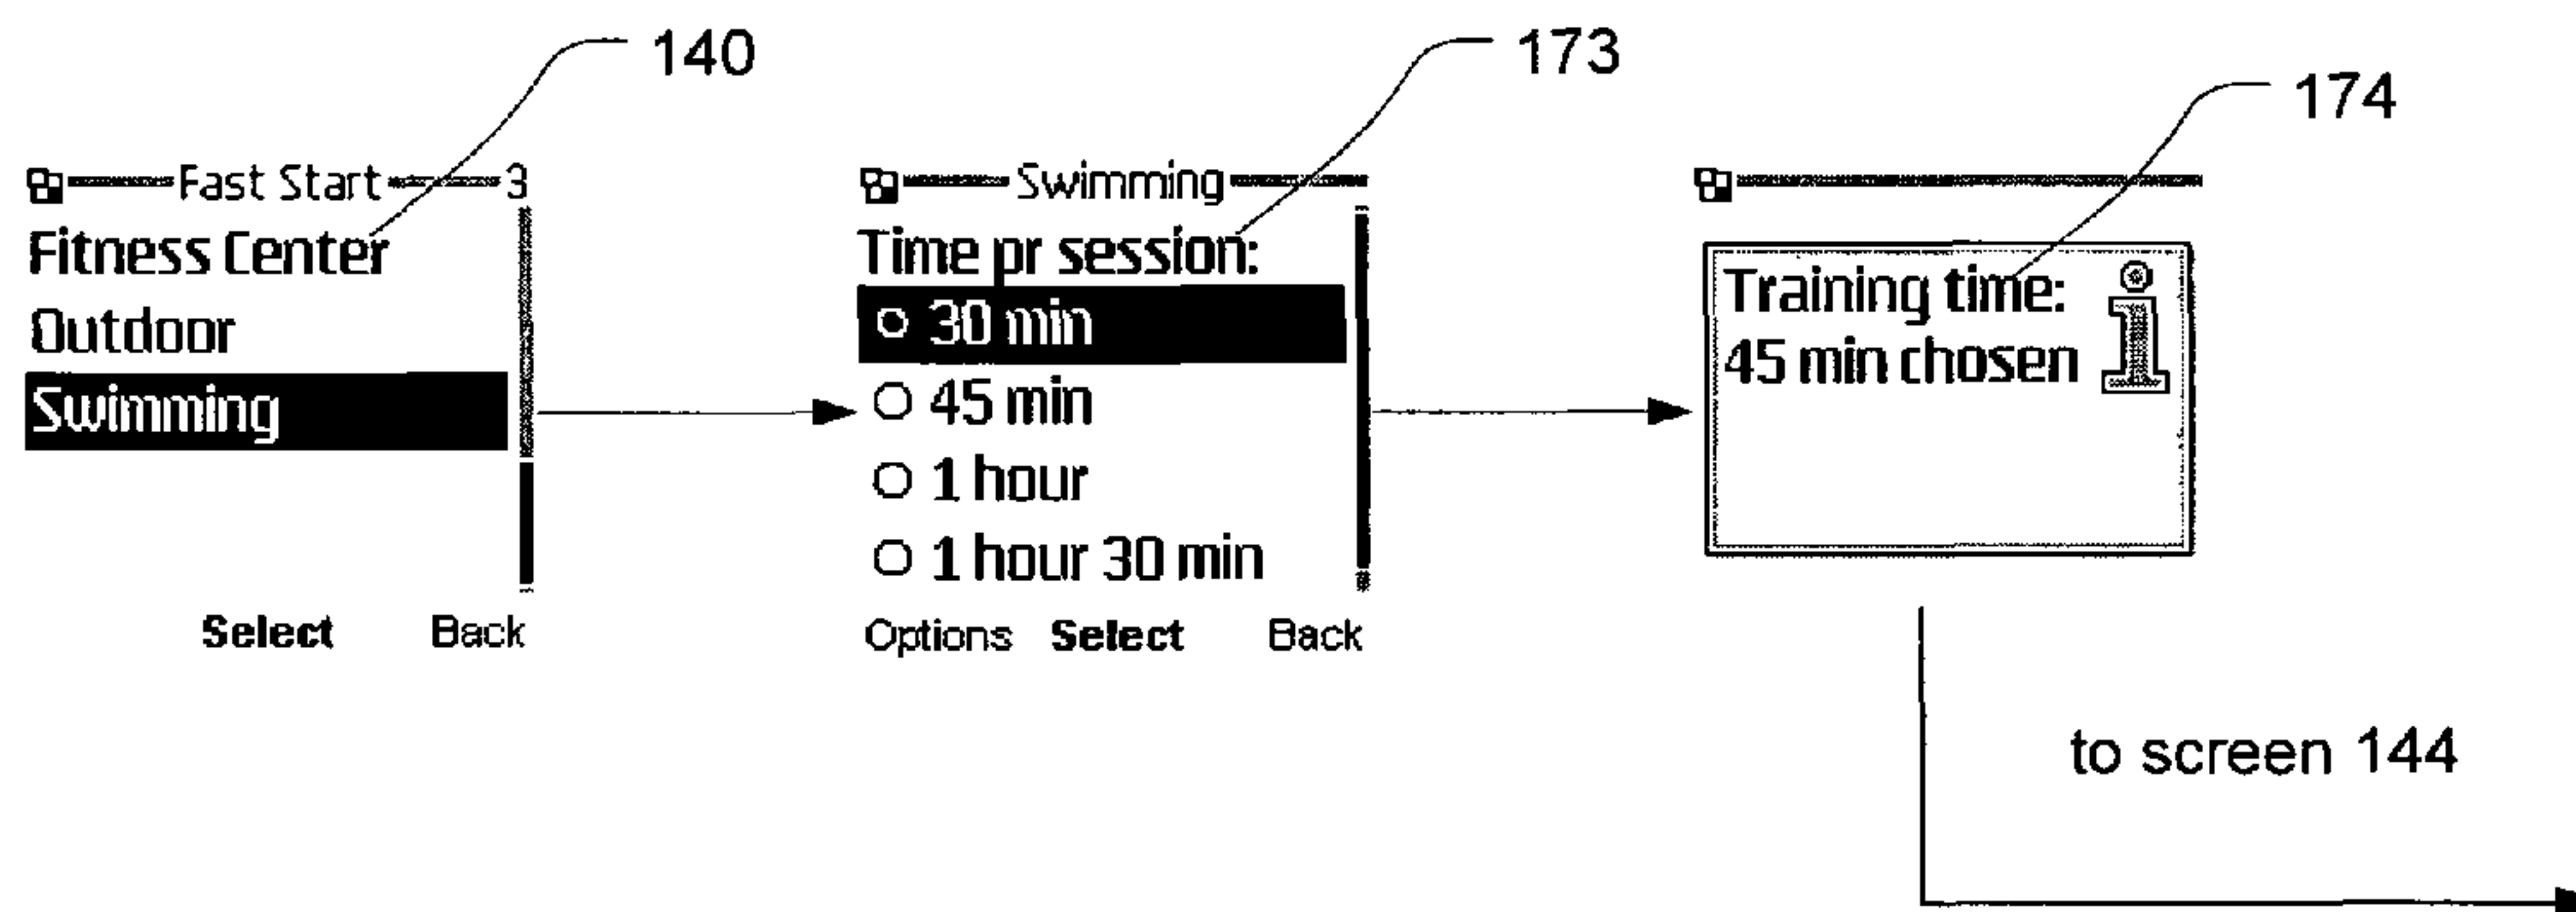 140
Fast Start 3
Fitness Center
Outdoor
Swimming
Select Back
173
Swimming
Time pr session:
30 min
45 min
1 hour
1 hour 30 min
Options Select Back
174
Training time:
45 min chosen
to screen 144